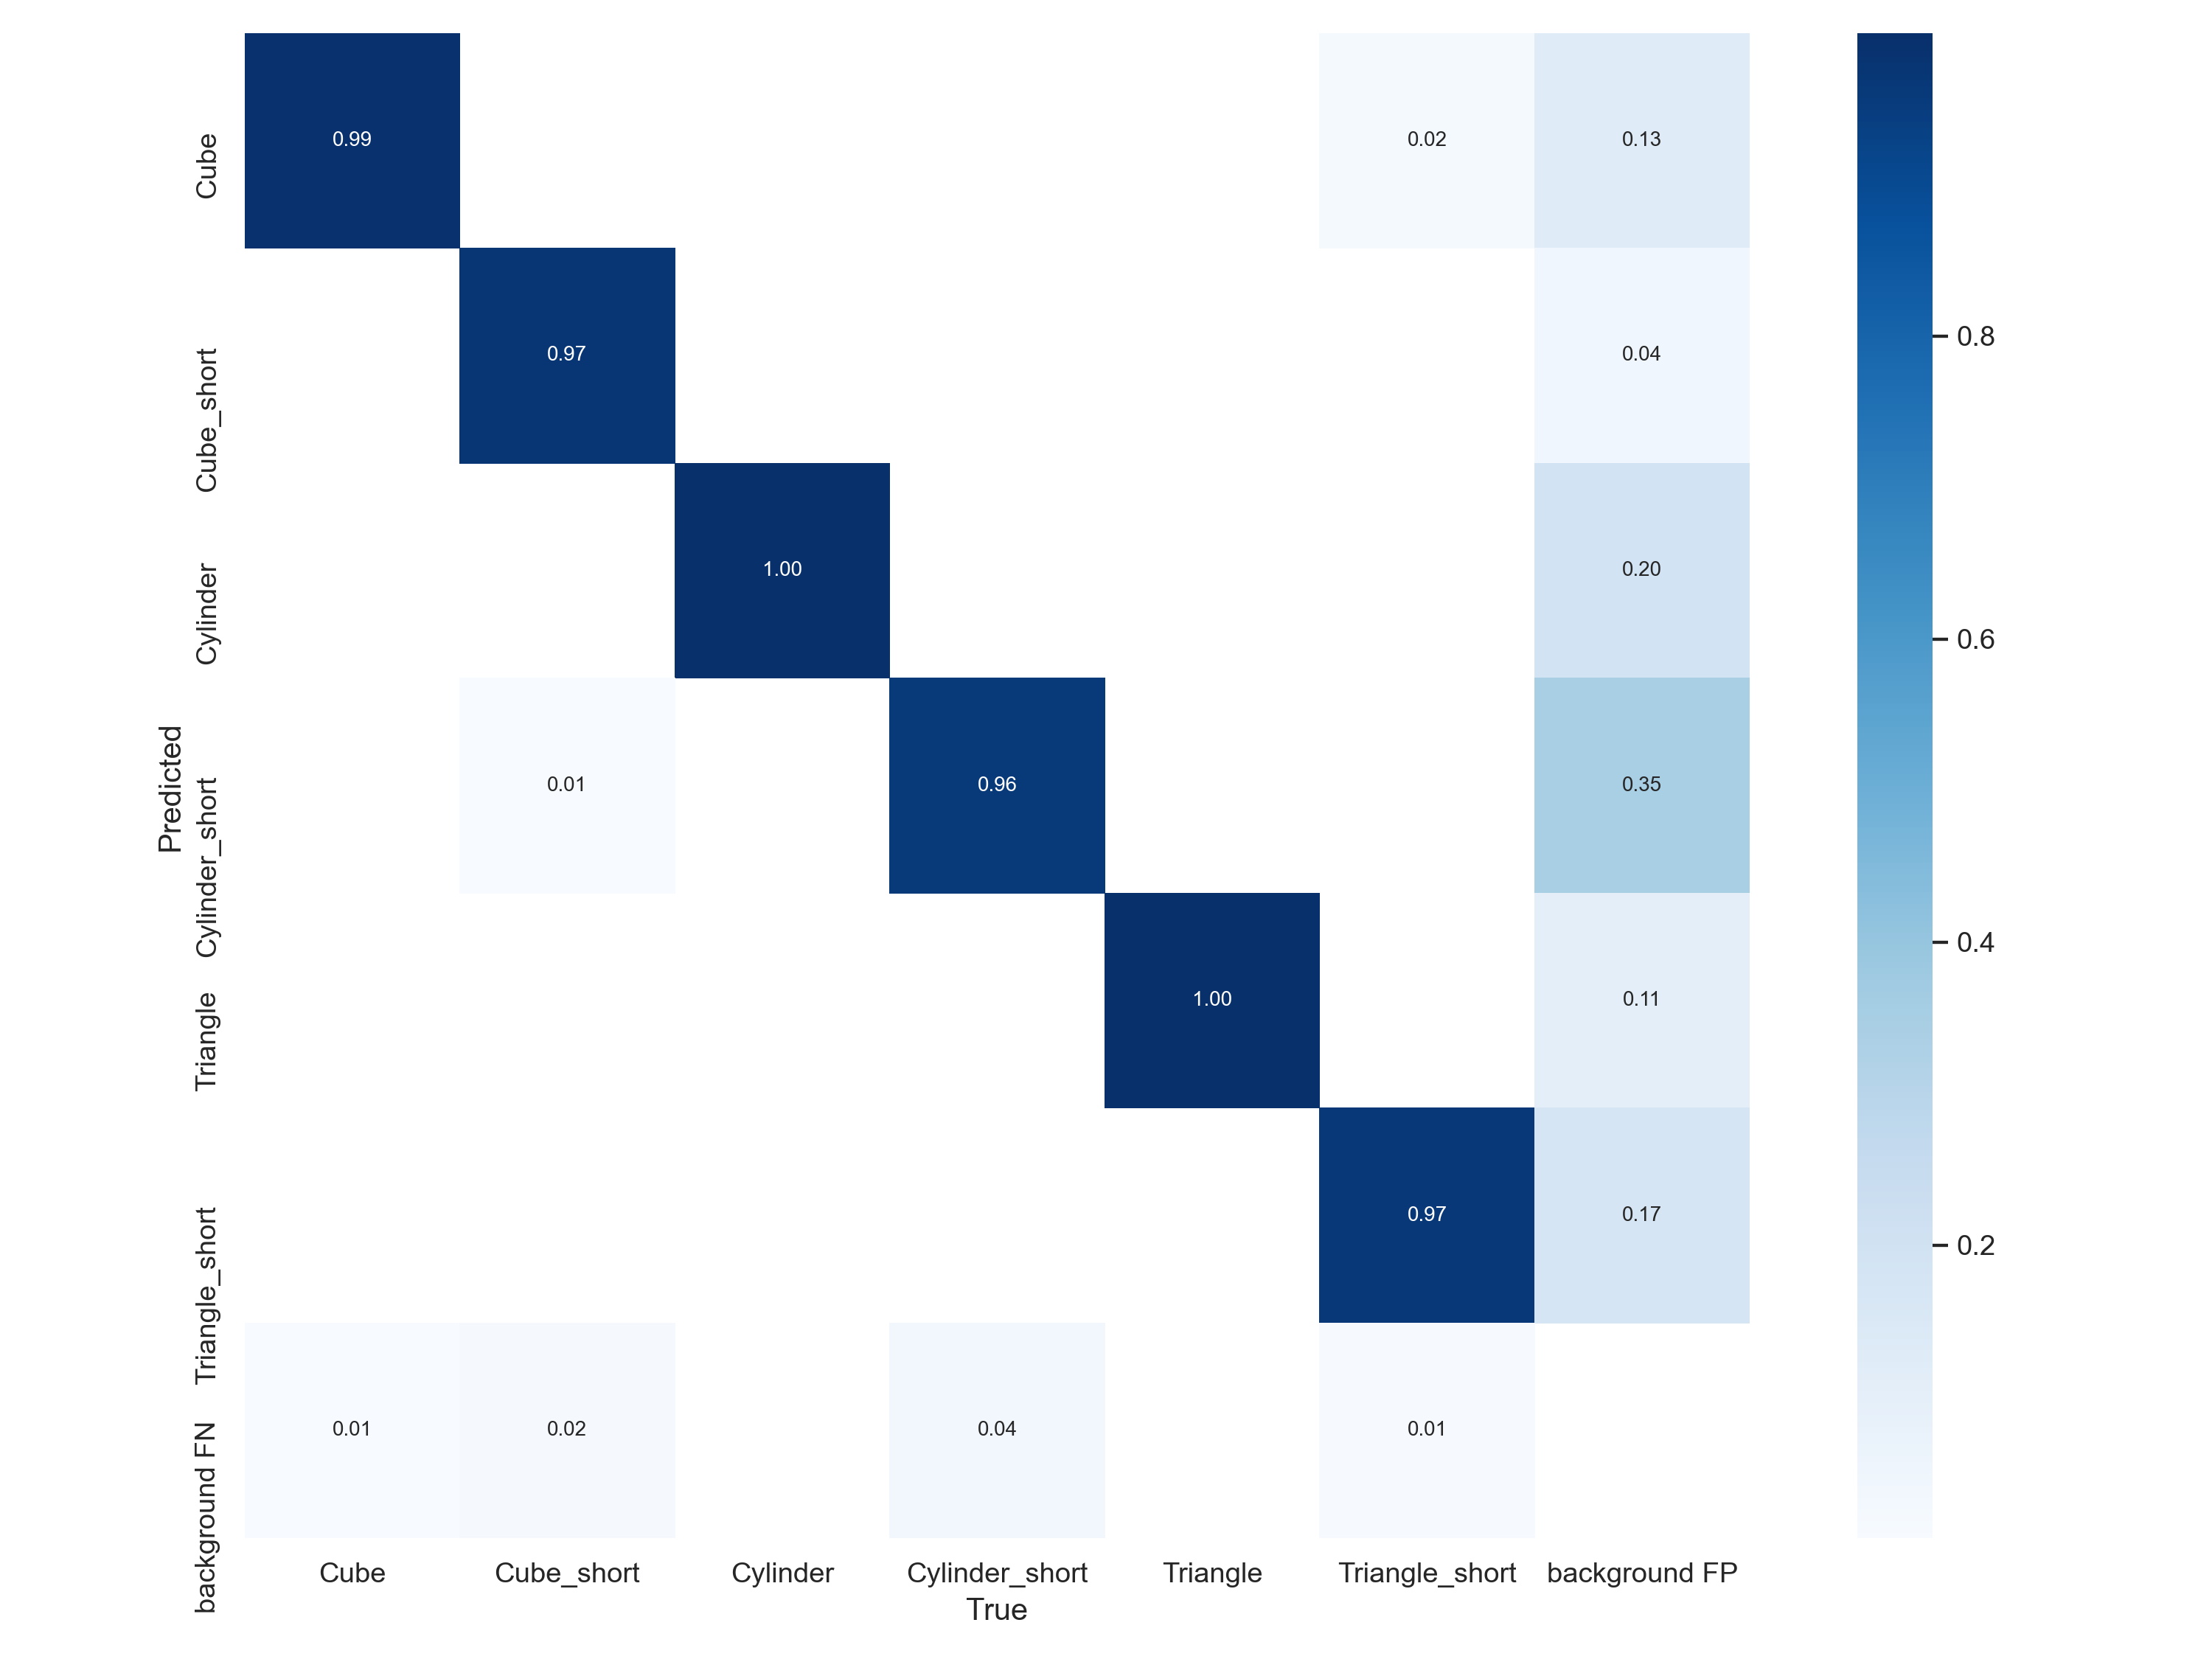 Predicted
Cube
0.99
0.02
0.13
Cube_short
0.97
0.04
Cylinder
1.00
0.20
Cylinder_short
0.01
0.96
0.35
Triangle
1.00
0.11
Triangle_short
0.97
0.17
background FN
0.01
0.02
0.04
0.01
Cube
Cube_short
Cylinder
Cylinder_short
Triangle
Triangle_short
background FP
True
0.8
0.6
0.4
0.2